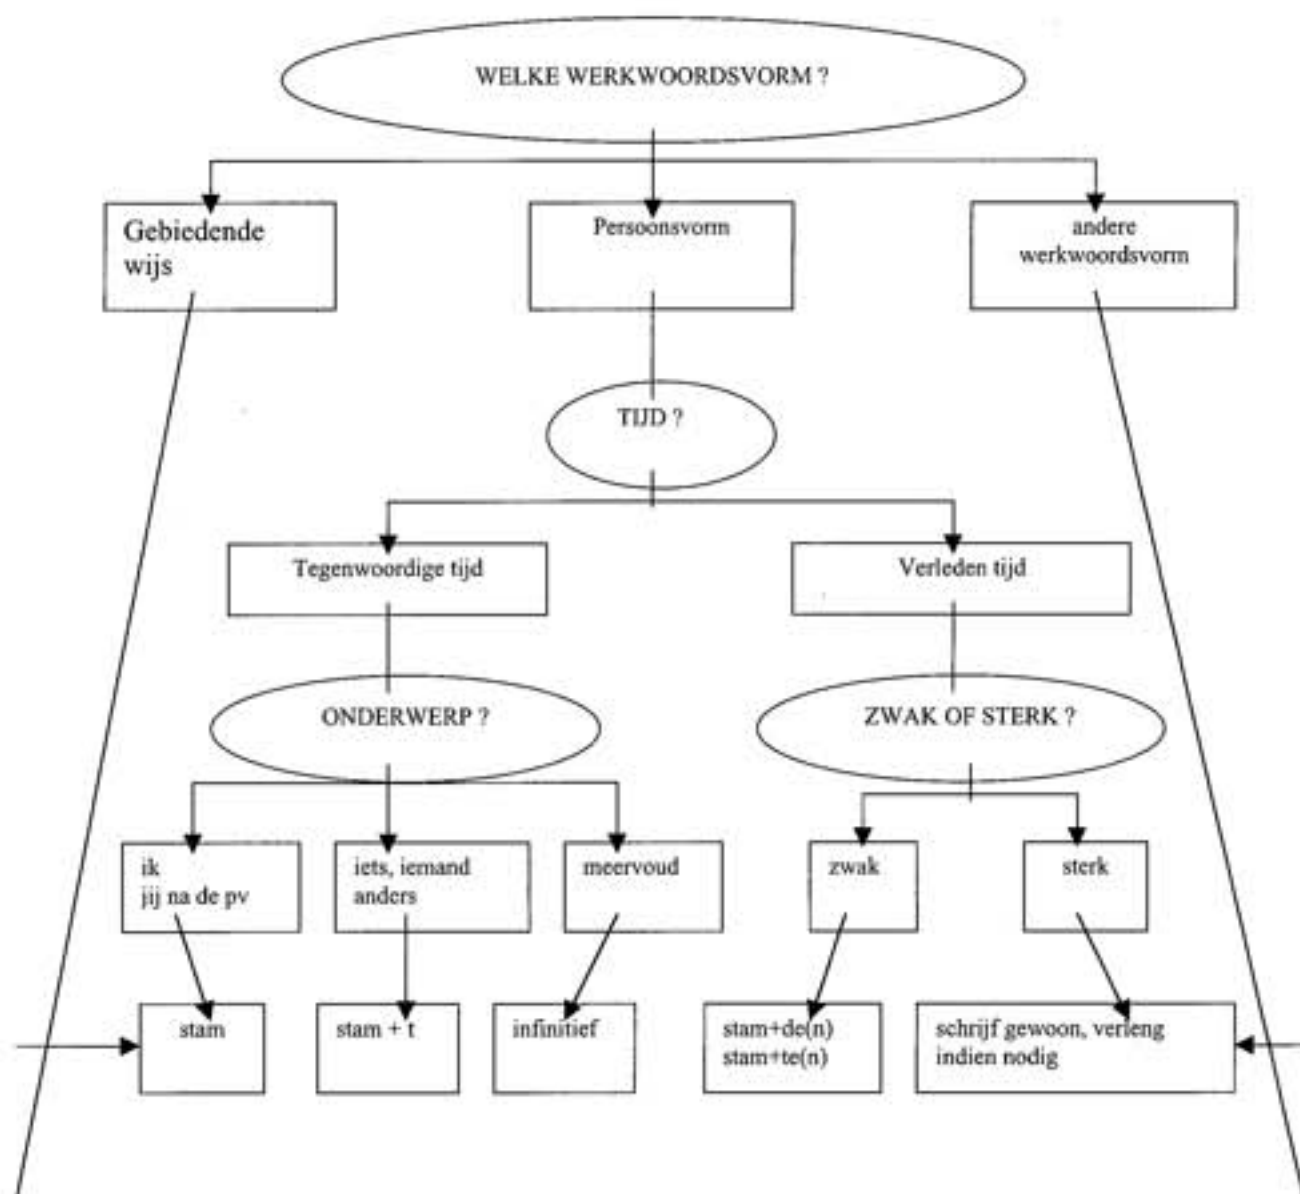 WELKE WERKWOORDSVORM ?
Gebiedende
wijs
Persoonsvorm
andere
werkwoordsvorm
TIJD ?
Tegenwoordige tijd
Verleden tijd
ONDERWERP ?
ZWAK OF STERK ?
ik
jij na de pv
iets, iemand
anders
meervoud
zwak
sterk
stam
stam + t
infinitief
stam+de(n)
stam+te(n)
schrijf gewoon, verleng
indien nodig